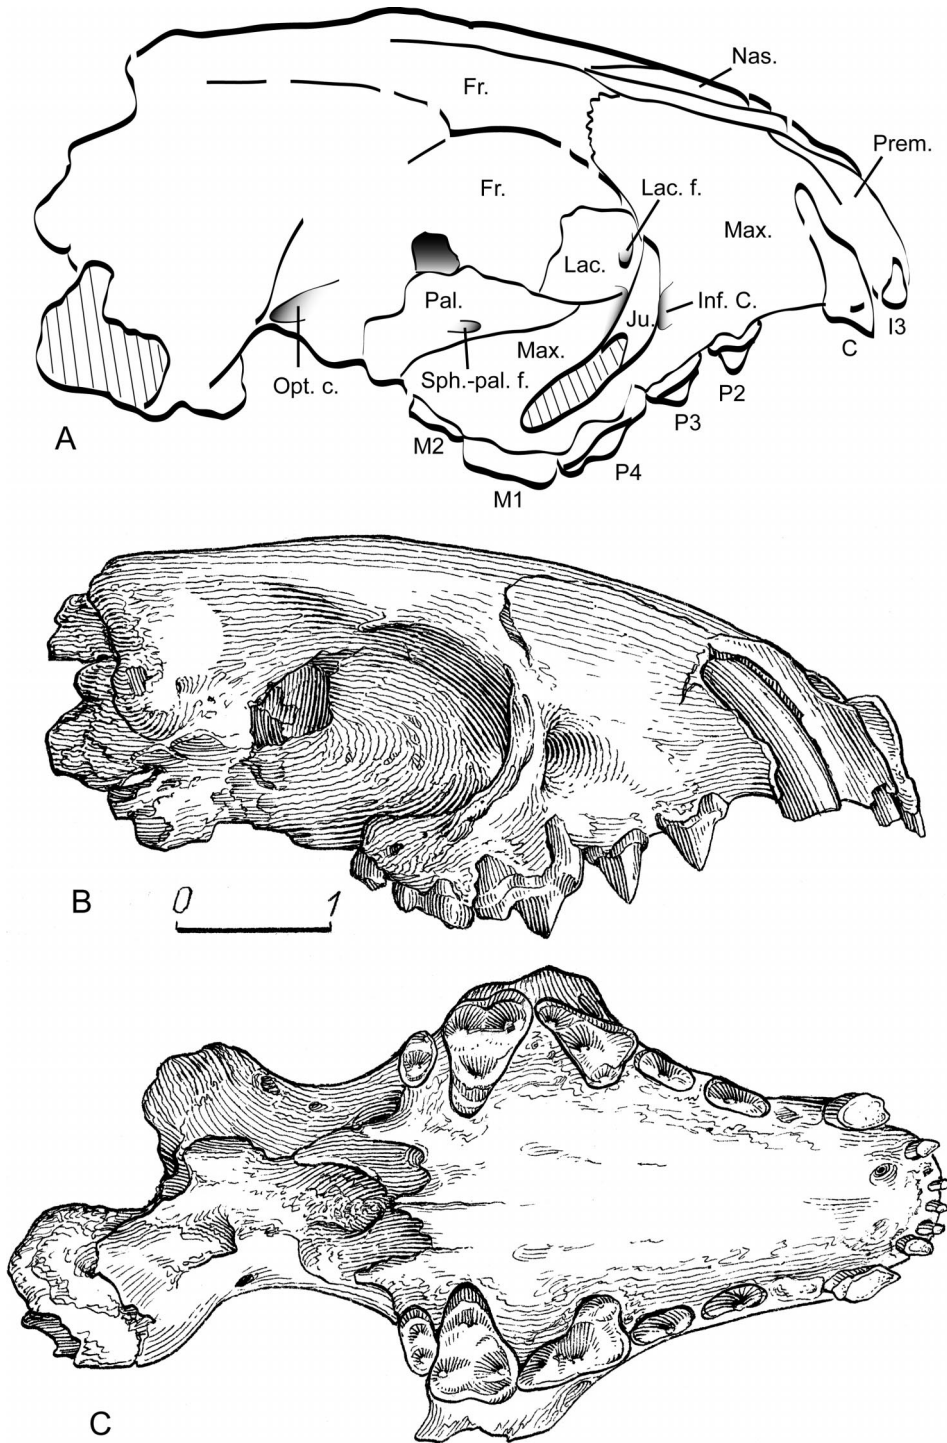 Nas.
Fr.
Prem.
Fr.
Lac. f.
Max.
Lac.
Pal.
Inf. C.
Ju.
I3
Max.
C
Opt. c.
Sph.-pal. f.
P2
P3
A
M2
P4
M1
B
0 1
C